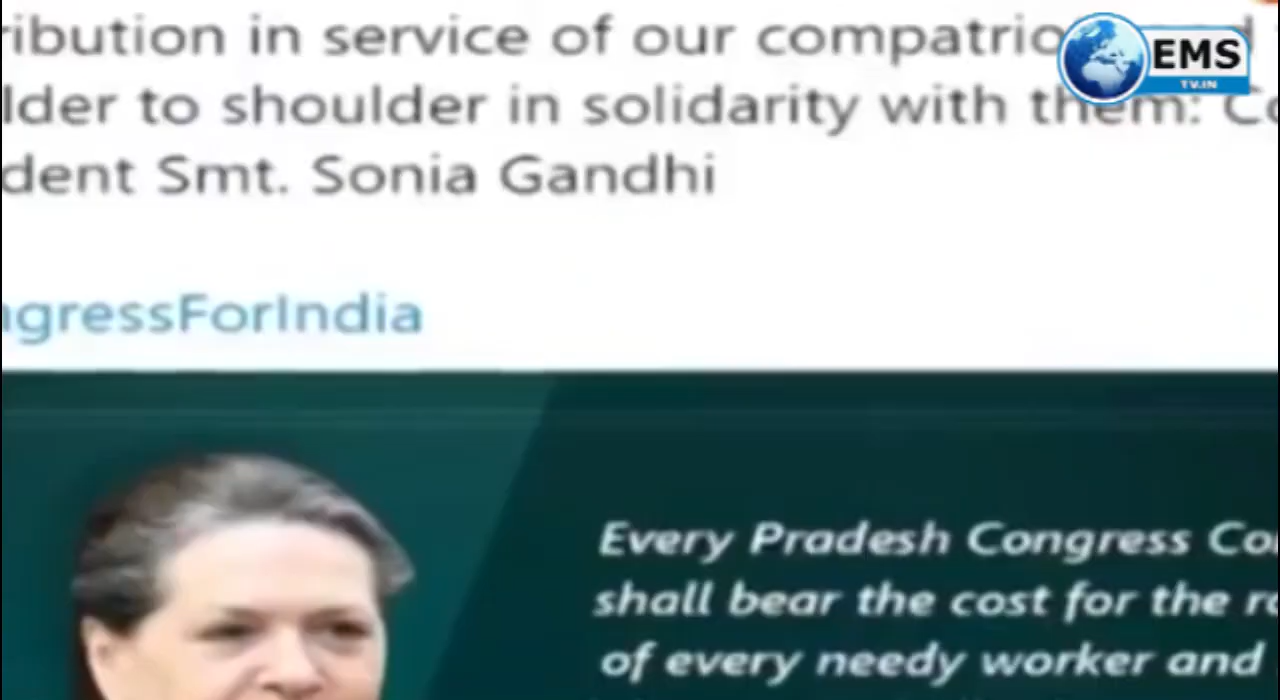 ribution in service of our compatrio
EMS
TV.IN
lder to shoulder in solidarity with them: Co
dent Smt. Sonia Gandhi
ngressForIndia
Every Pradesh Congress Co
shall bear the cost for the ra
of every needy worker and